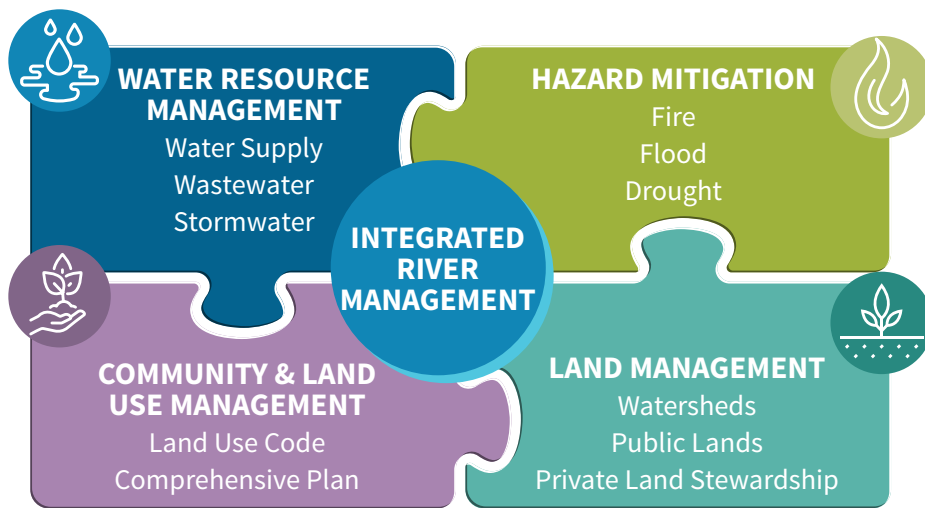 WATER RESOURCE
MANAGEMENT
Water Supply
Wastewater
Stormwater
HAZARD MITIGATION
Fire
Flood
Drought
INTEGRATED
RIVER
MANAGEMENT
COMMUNITY & LAND
USE MANAGEMENT
Land Use Code
Comprehensive Plan
LAND MANAGEMENT
Watersheds
Public Lands
Private Land Stewardship